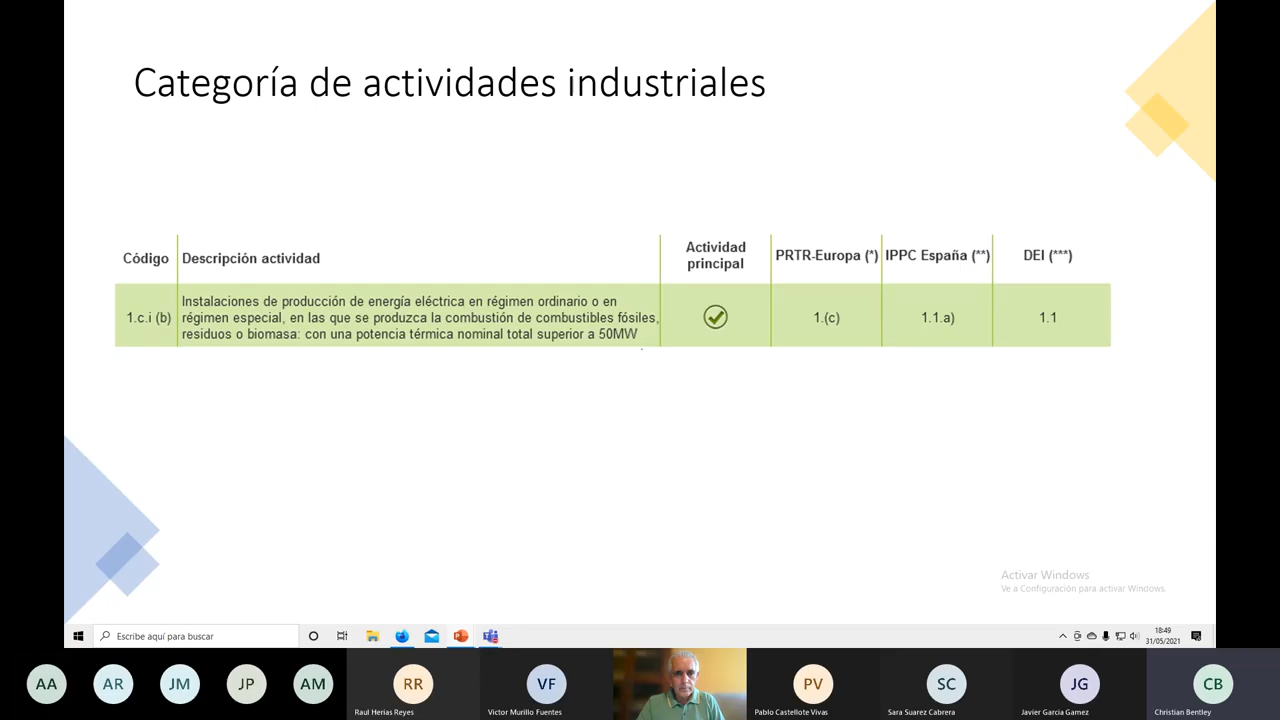 Categoría de actividades industriales
Código
Descripción actividad
Actividad
principal
PRTR-Europa (*)
IPPC España (**)
DEI (***)
1.c.i (b)
Instalaciones de producción de energía eléctrica en régimen ordinario o en
régimen especial, en las que se produzca la combustión de combustibles fósiles,
residuos o biomasa: con una potencia térmica nominal total superior a 50MW
1.(c)
1.1.a)
1.1
Activar Windows
Ve a Configuración para activar Windows.
Escribe aquí para buscar
18:49
31/05/2021
AA
AR
JM
JP
AM
RR
VF
PV
SC
JG
CB
Raul Herias Reyes
Victor Murillo Fuentes
Pablo Castellote Vivas
Sara Suarez Cabrera
Javier Garcia Gamez
Christian Bentley